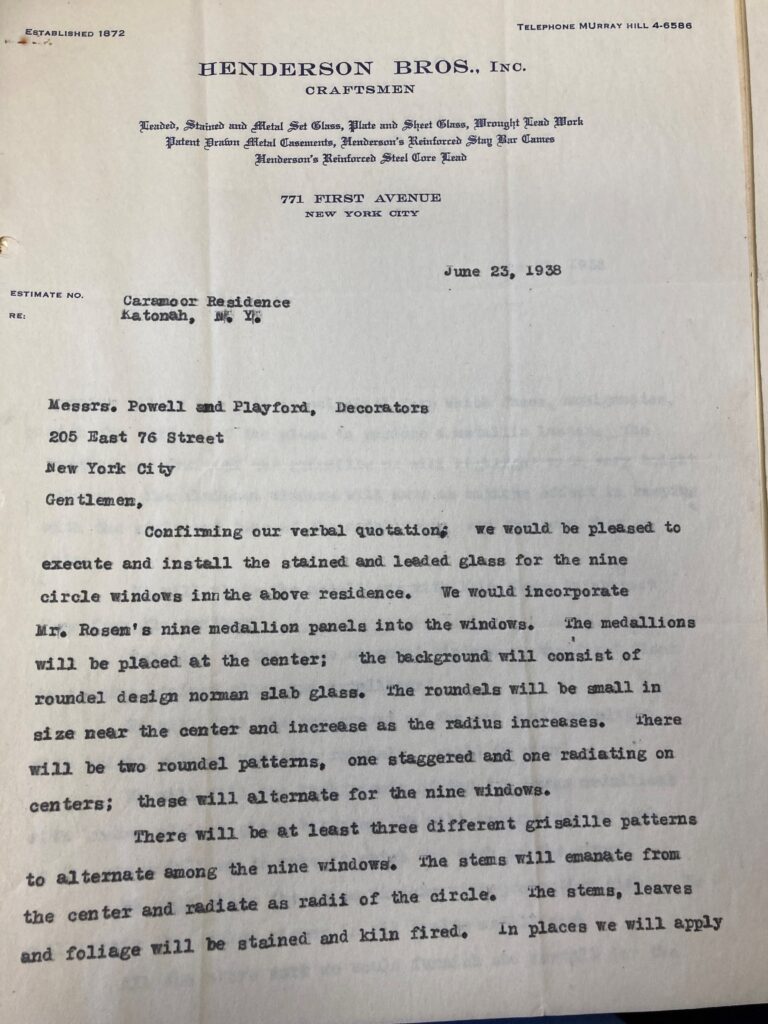 ESTABLISHED 1872
TELEPHONE MURRAY HILL 4-6586
HENDERSON BROS., INC.
CRAFTSMEN
Leaded, Stained and Metal Set Glass, Plate and Sheet Glass, Wrought Lead Work
Patent Drawn Metal Casements, Henderson's Reinforced Stay Bar Cames
Henderson's Reinforced Steel Core Lead
771 FIRST AVENUE
NEW YORK CITY
June 23, 1938
ESTIMATE NO.
RE:
Caramoor Residence
Katonah, N. Y.
Messrs. Powell and Playford, Decorators
205 East 76 Street
New York City
Gentlemen,
Confirming our verbal quotation; we would be pleased to
execute and install the stained and leaded glass for the nine
circle windows innthe above residence. We would incorporate
Mr. Rosem's nine medallion panels into the windows. The medallions
will be placed at the center; the background will consist of
roundel design norman slab glass. The roundels will be small in
size near the center and increase as the radius increases. There
will be two roundel patterns, one staggered and one radiating on
centers; these will alternate for the nine windows.
There will be at least three different grisaille patterns
to alternate among the nine windows. The stems will emanate from
the center and radiate as radii of the circle. The stems, leaves
and foliage will be stained and kiln fired. In places we will apply